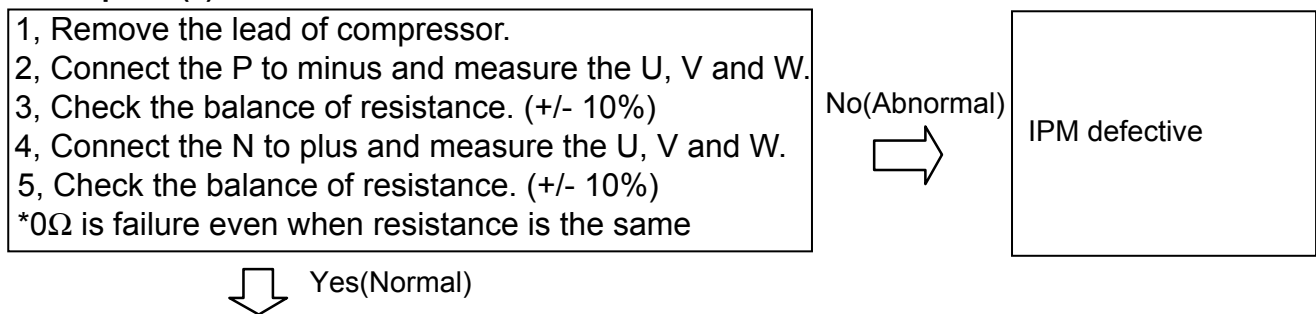 1, Remove the lead of compressor.
2, Connect the P to minus and measure the U, V and W.
3, Check the balance of resistance. (+/- 10%)
4, Connect the N to plus and measure the U, V and W.
5, Check the balance of resistance. (+/- 10%)
*0Ω is failure even when resistance is the same
No(Abnormal)
IPM defective
Yes(Normal)